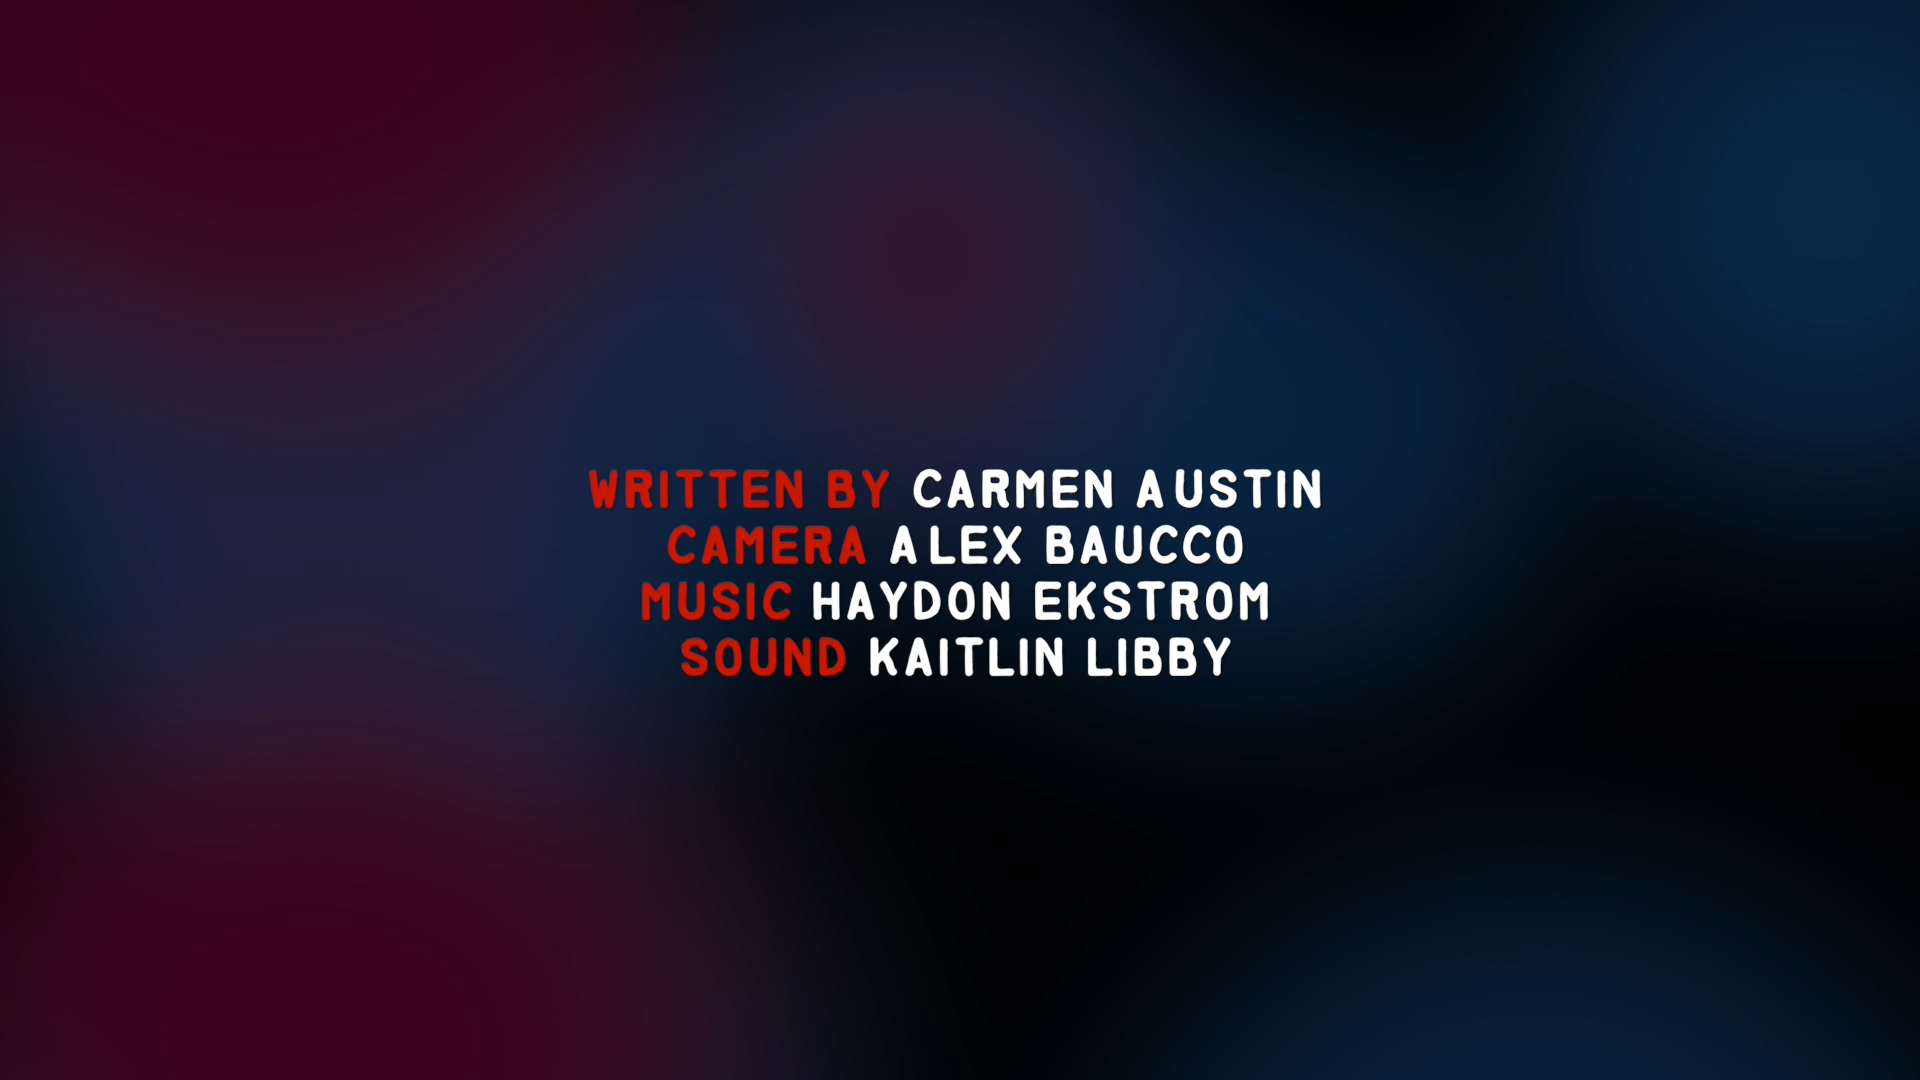 WRITTEN BY CARMEN AUSTIN
CAMERA ALEX BAUCCO
MUSIC HAYDON EKSTROM
SOUND KAITLIN LIBBY